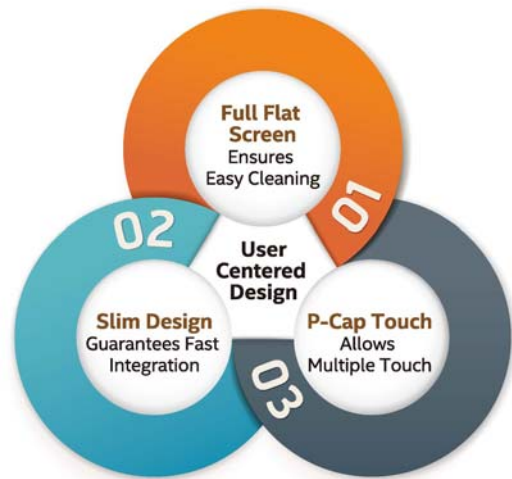 Full Flat
Screen
Ensures
Easy Cleaning
01
02
User
Centered
Design
Slim Design
Guarantees Fast
Integration
P-Cap Touch
Allows
Multiple Touch
03